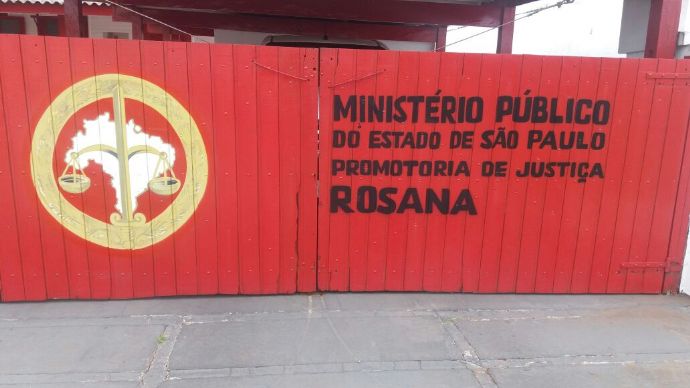 MINISTÉRIO PÚBLICO
DO ESTADO DE SÃO PAULO
PROMOTORIA DE JUSTIÇA
ROSANA